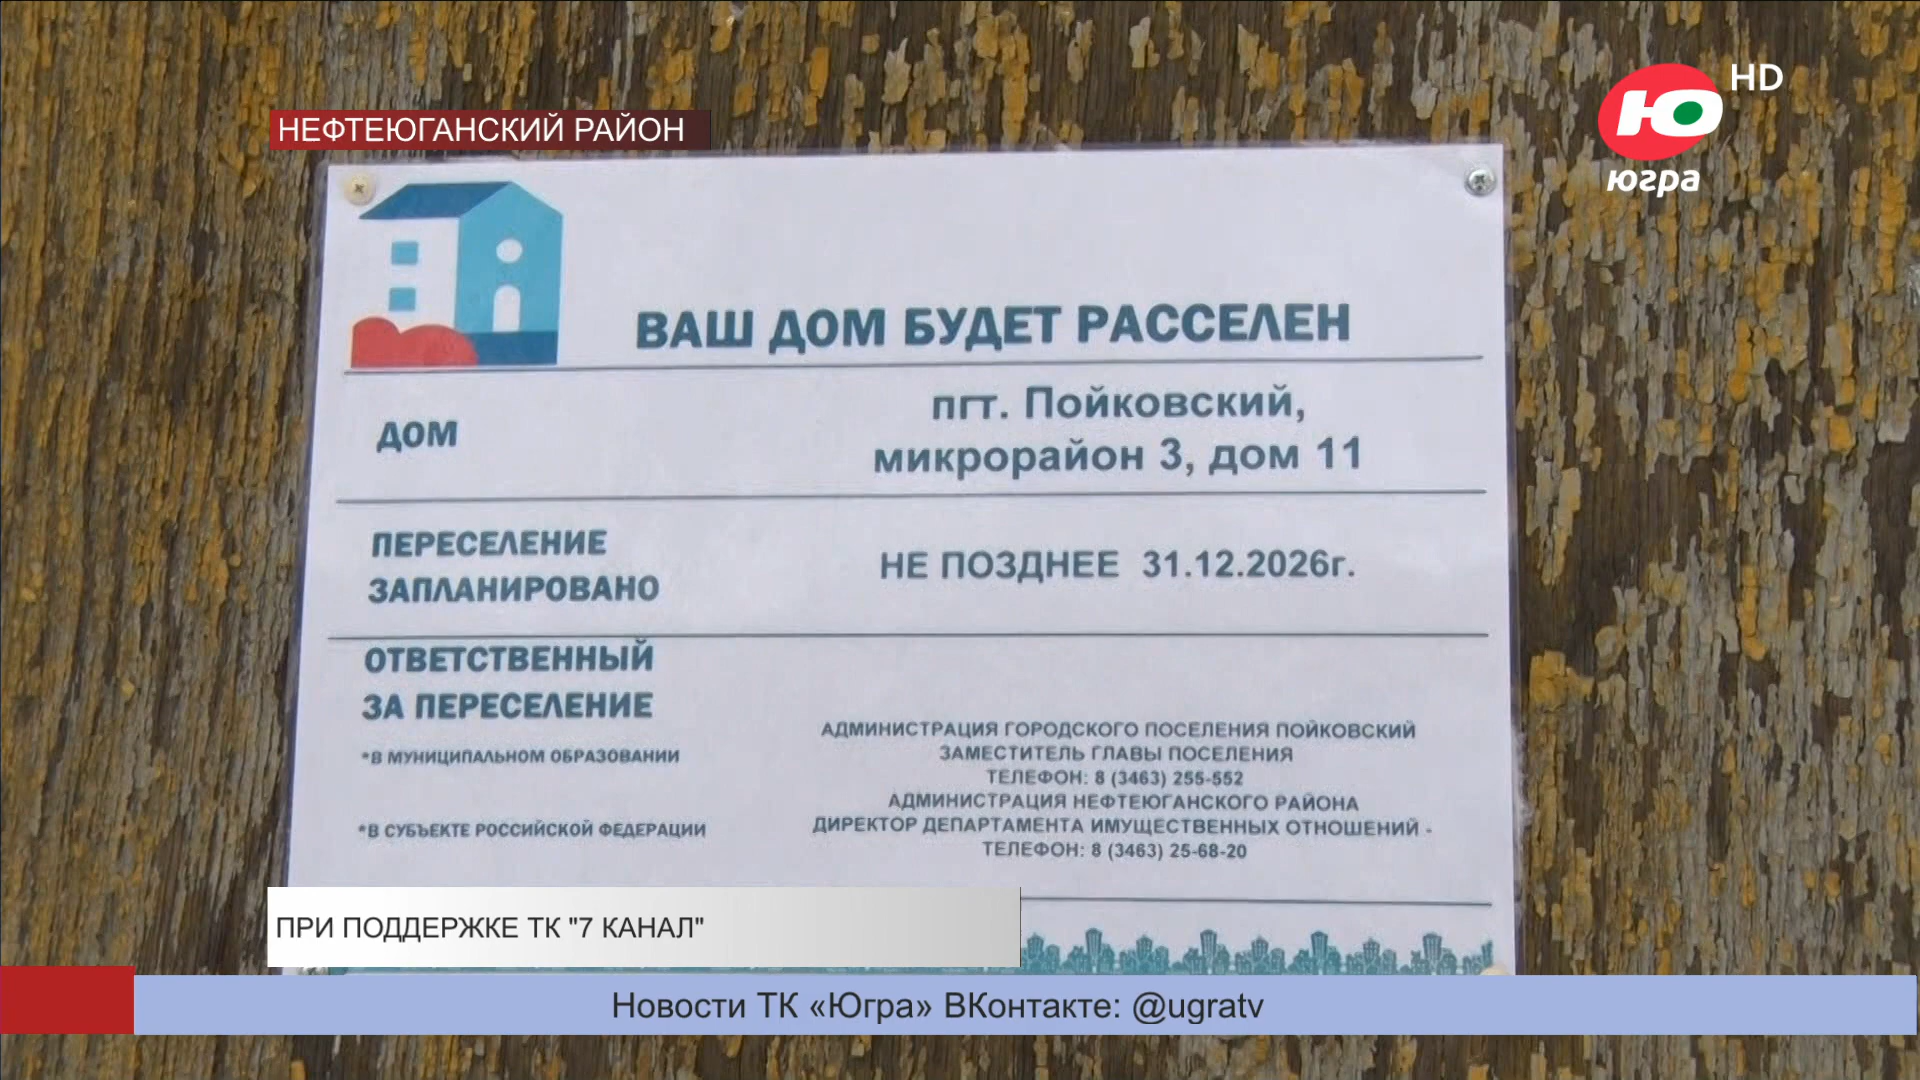 НЕФТЕЮГАНСКИЙ РАЙОН
Ю HD
югра
ВАШ ДОМ БУДЕТ РАССЕЛЕН
ДОМ
пгт. Пойковский,
микрорайон 3, дом 11
ПЕРЕСЕЛЕНИЕ
ЗАПЛАНИРОВАНО
НЕ ПОЗДНЕЕ 31.12.2026г.
ОТВЕТСТВЕННЫЙ
ЗА ПЕРЕСЕЛЕНИЕ
*В МУНИЦИПАЛЬНОМ ОБРАЗОВАНИИ
*В СУБЪЕКТЕ РОССИЙСКОЙ ФЕДЕРАЦИИ
АДМИНИСТРАЦИЯ ГОРОДСКОГО ПОСЕЛЕНИЯ ПОЙКОВСКИЙ
ЗАМЕСТИТЕЛЬ ГЛАВЫ ПОСЕЛЕНИЯ
ТЕЛЕФОН: 8 (3463) 255-552
АДМИНИСТРАЦИЯ НЕФТЕЮГАНСКОГО РАЙОНА
ДИРЕКТОР ДЕПАРТАМЕНТА ИМУЩЕСТВЕННЫХ ОТНОШЕНИЙ -
ТЕЛЕФОН: 8 (3463) 25-68-20
ПРИ ПОДДЕРЖКЕ ТК "7 КАНАЛ"
Новости ТК «Югра» ВКонтакте: @ugratv